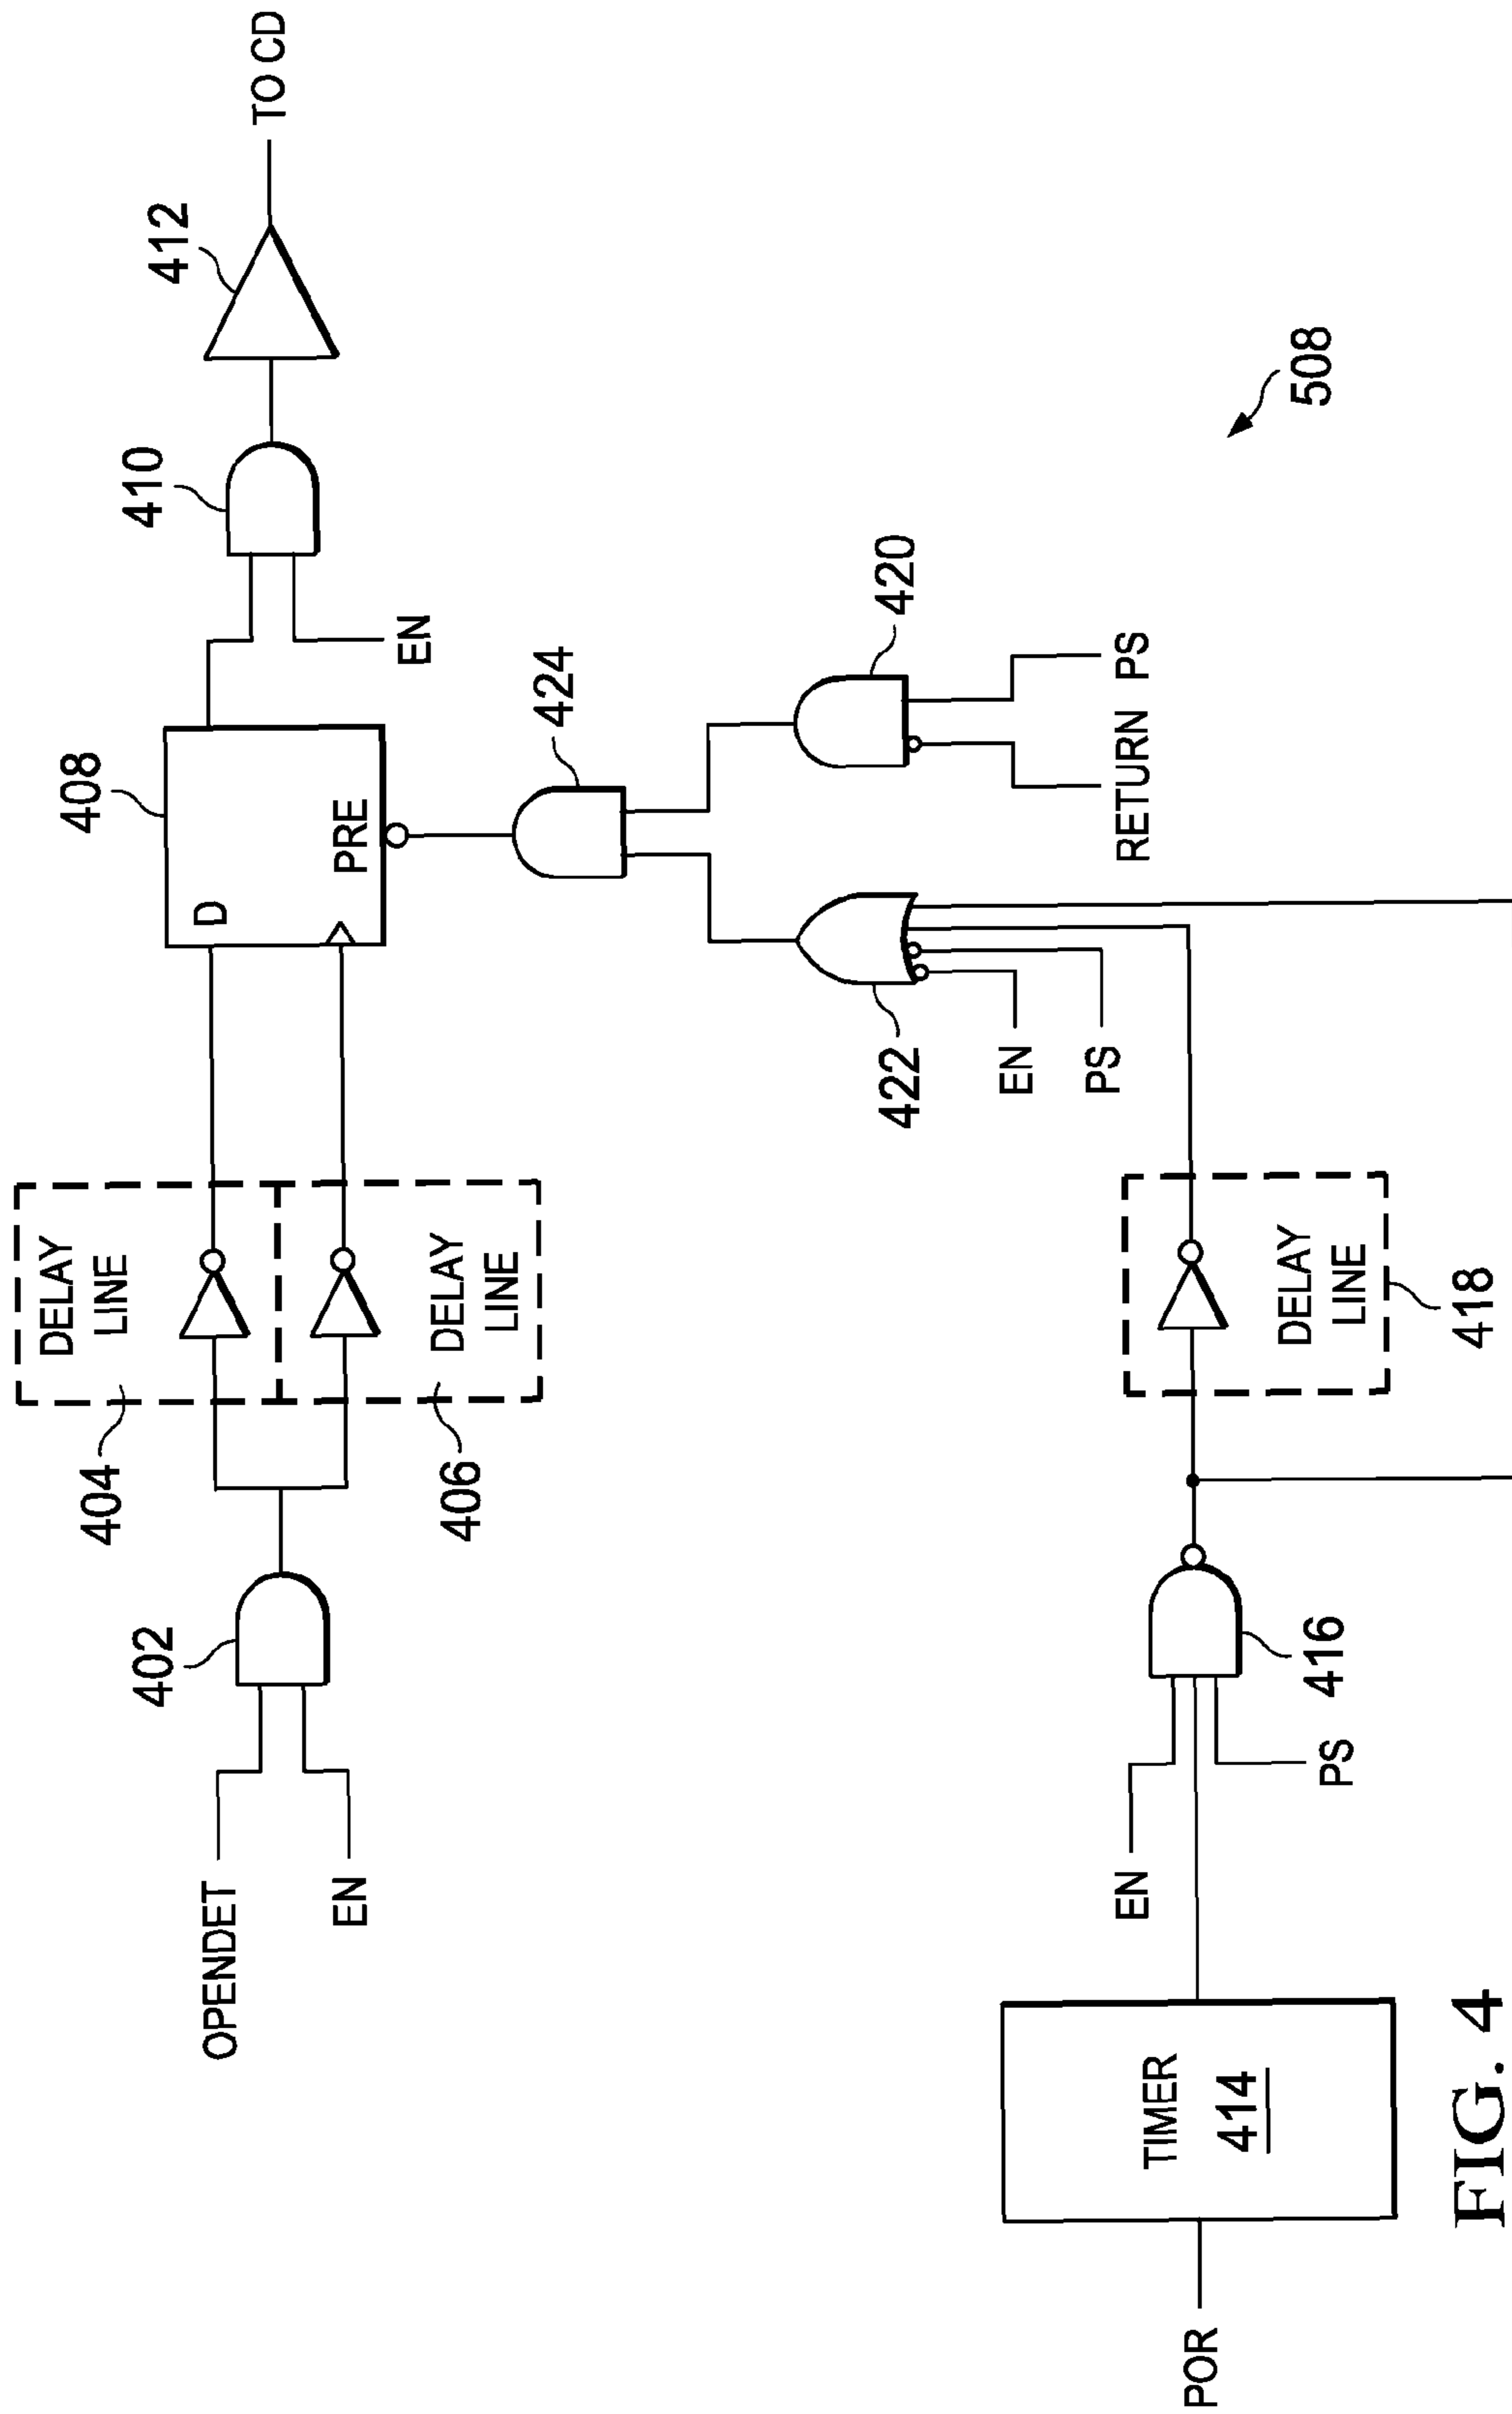 OPENDET
EN
402
404
DELAY
LINE
DELAY
LINE
406
408
D
PRE
EN
410
412
TO CD
POR
TIMER
414
EN
PS
416
DELAY
LINE
418
EN
PS
422
424
420
RETURN
PS
508
FIG. 4